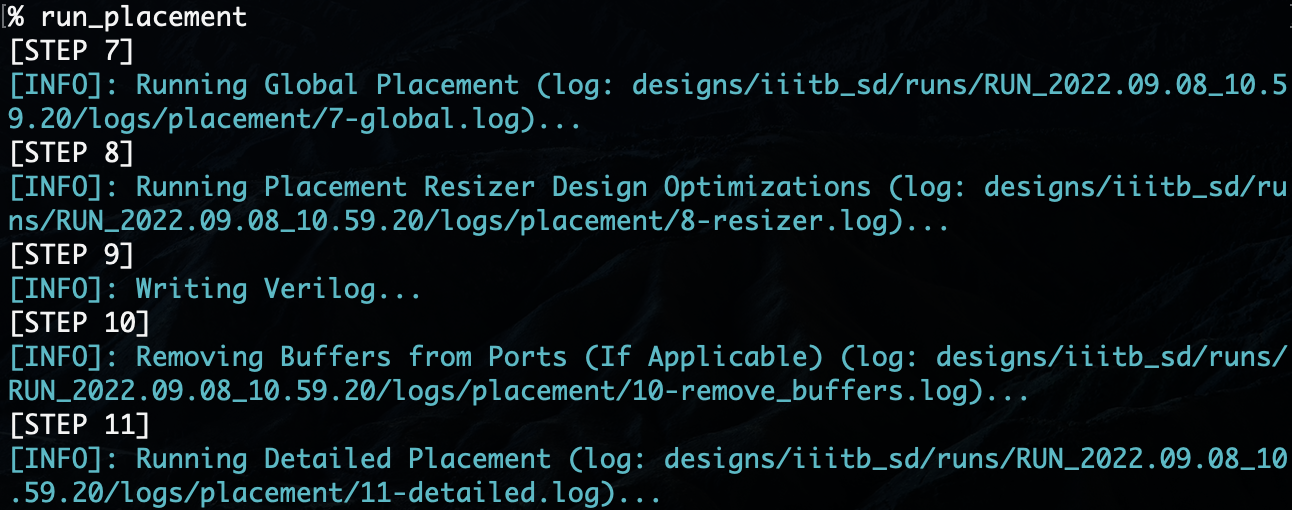 % run_placement
[STEP 7]
[INFO]: Running Global Placement (log: designs/iiitb_sd/runs/RUN_2022.09.08_10.5
9.20/logs/placement/7-global.log)...
[STEP 8]
[INFO]: Running Placement Resizer Design Optimizations (log: designs/iiitb_sd/ru
ns/RUN_2022.09.08_10.59.20/logs/placement/8-resizer.log)...
[STEP 9]
[INFO]: Writing Verilog...
[STEP 10]
[INFO]: Removing Buffers from Ports (If Applicable) (log: designs/iiitb_sd/runs/
RUN_2022.09.08_10.59.20/logs/placement/10-remove_buffers.log)...
[STEP 11]
[INFO]: Running Detailed Placement (log: designs/iiitb_sd/runs/RUN_2022.09.08_10
.59.20/logs/placement/11-detailed.log)...